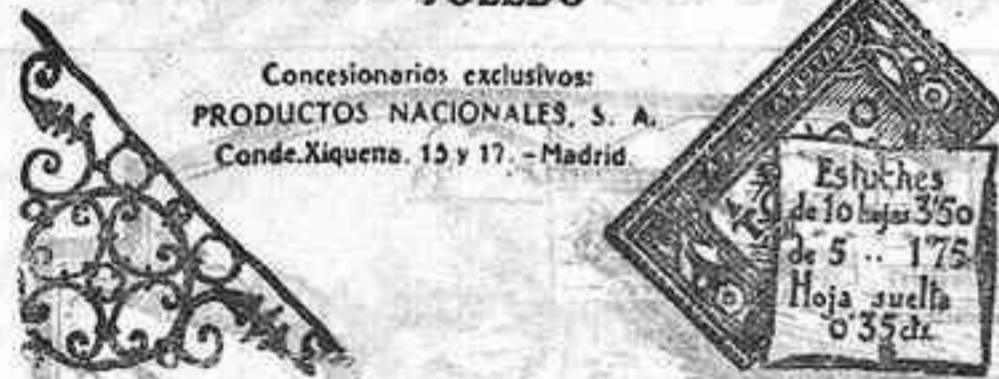 TOLEDO
Concesionarios exclusivos:
PRODUCTOS NACIONALES, S. A.
Conde.Xiquena, 15 y 17. - Madrid.
Estuches
de 10 hojas 3'50
de 5 .. 1'75
Hoja suelta
0'35 cts.